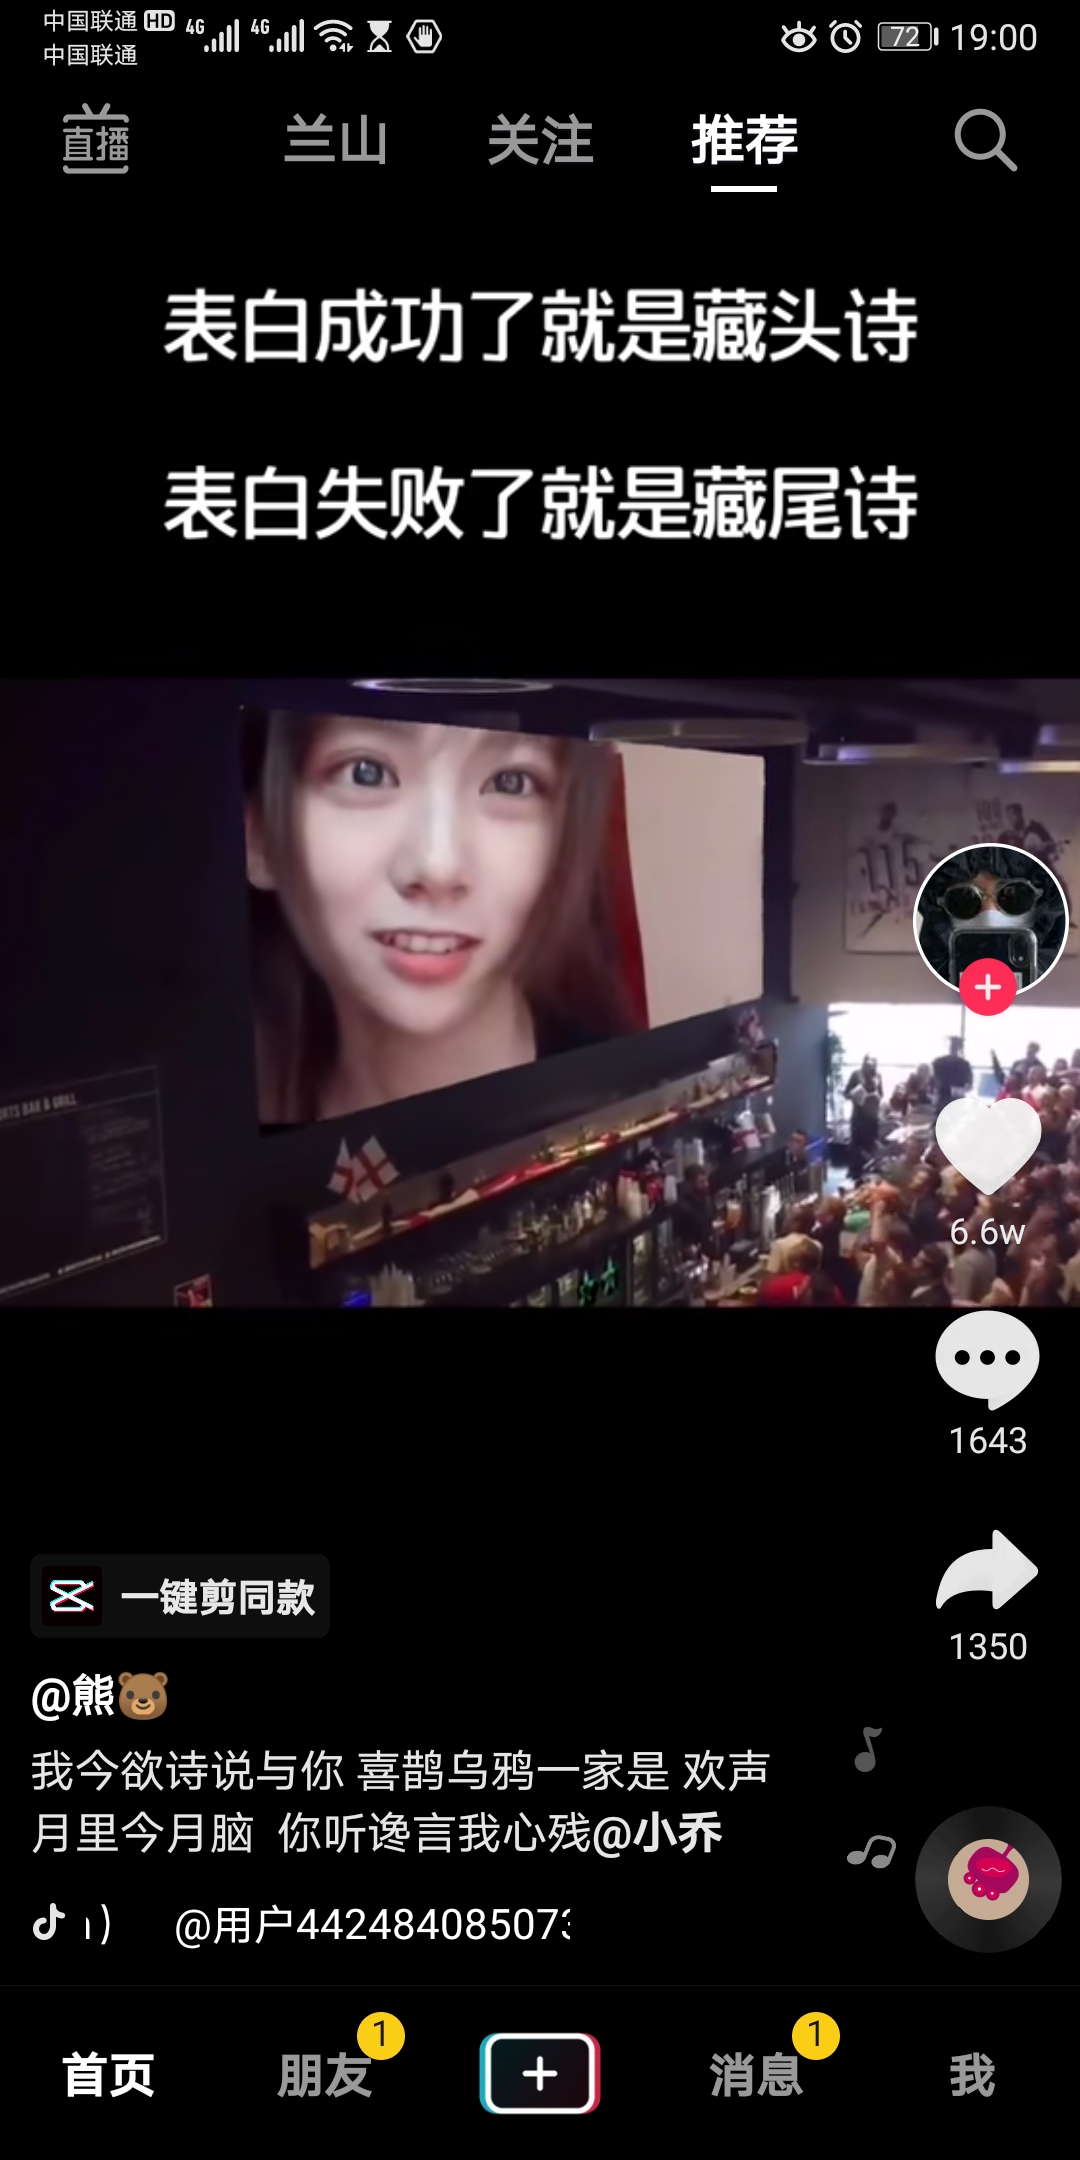 中国联通 HD 4G 4G 72 19:00
中国联通
直播 兰山 关注 推荐
表白成功了就是藏头诗
表白失败了就是藏尾诗
115
BAR & GRILL
6.6w
1643
1350
一键剪同款
@熊🐻
我今欲诗说与你 喜鹊乌鸦一家是 欢声
月里今月脑 你听谗言我心残@小乔
@用户44248408507
首页 朋友 1 消息 1 我